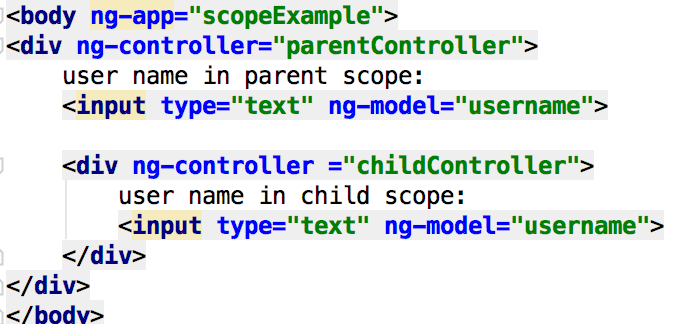 <body ng-app="scopeExample">
<div ng-controller="parentController">
user name in parent scope:
<input type="text" ng-model="username">
<div ng-controller ="childController">
user name in child scope:
<input type="text" ng-model="username">
</div>
</div>
</body>